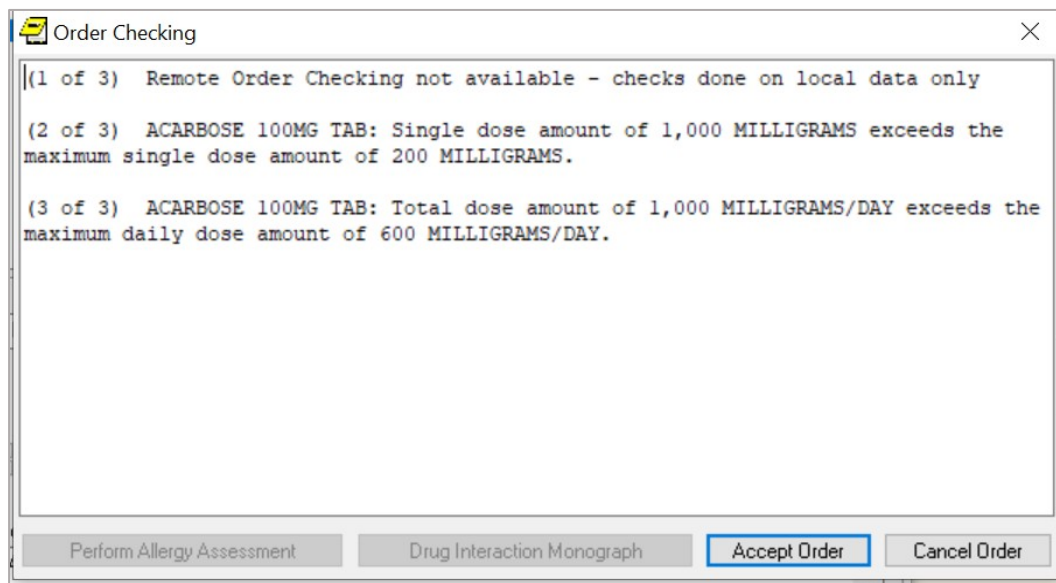 Order Checking
(1 of 3)  Remote Order Checking not available - checks done on local data only
(2 of 3)  ACARBOSE 100MG TAB: Single dose amount of 1,000 MILLIGRAMS exceeds the
maximum single dose amount of 200 MILLIGRAMS.
(3 of 3)  ACARBOSE 100MG TAB: Total dose amount of 1,000 MILLIGRAMS/DAY exceeds the
maximum daily dose amount of 600 MILLIGRAMS/DAY.
Perform Allergy Assessment
Drug Interaction Monograph
Accept Order
Cancel Order